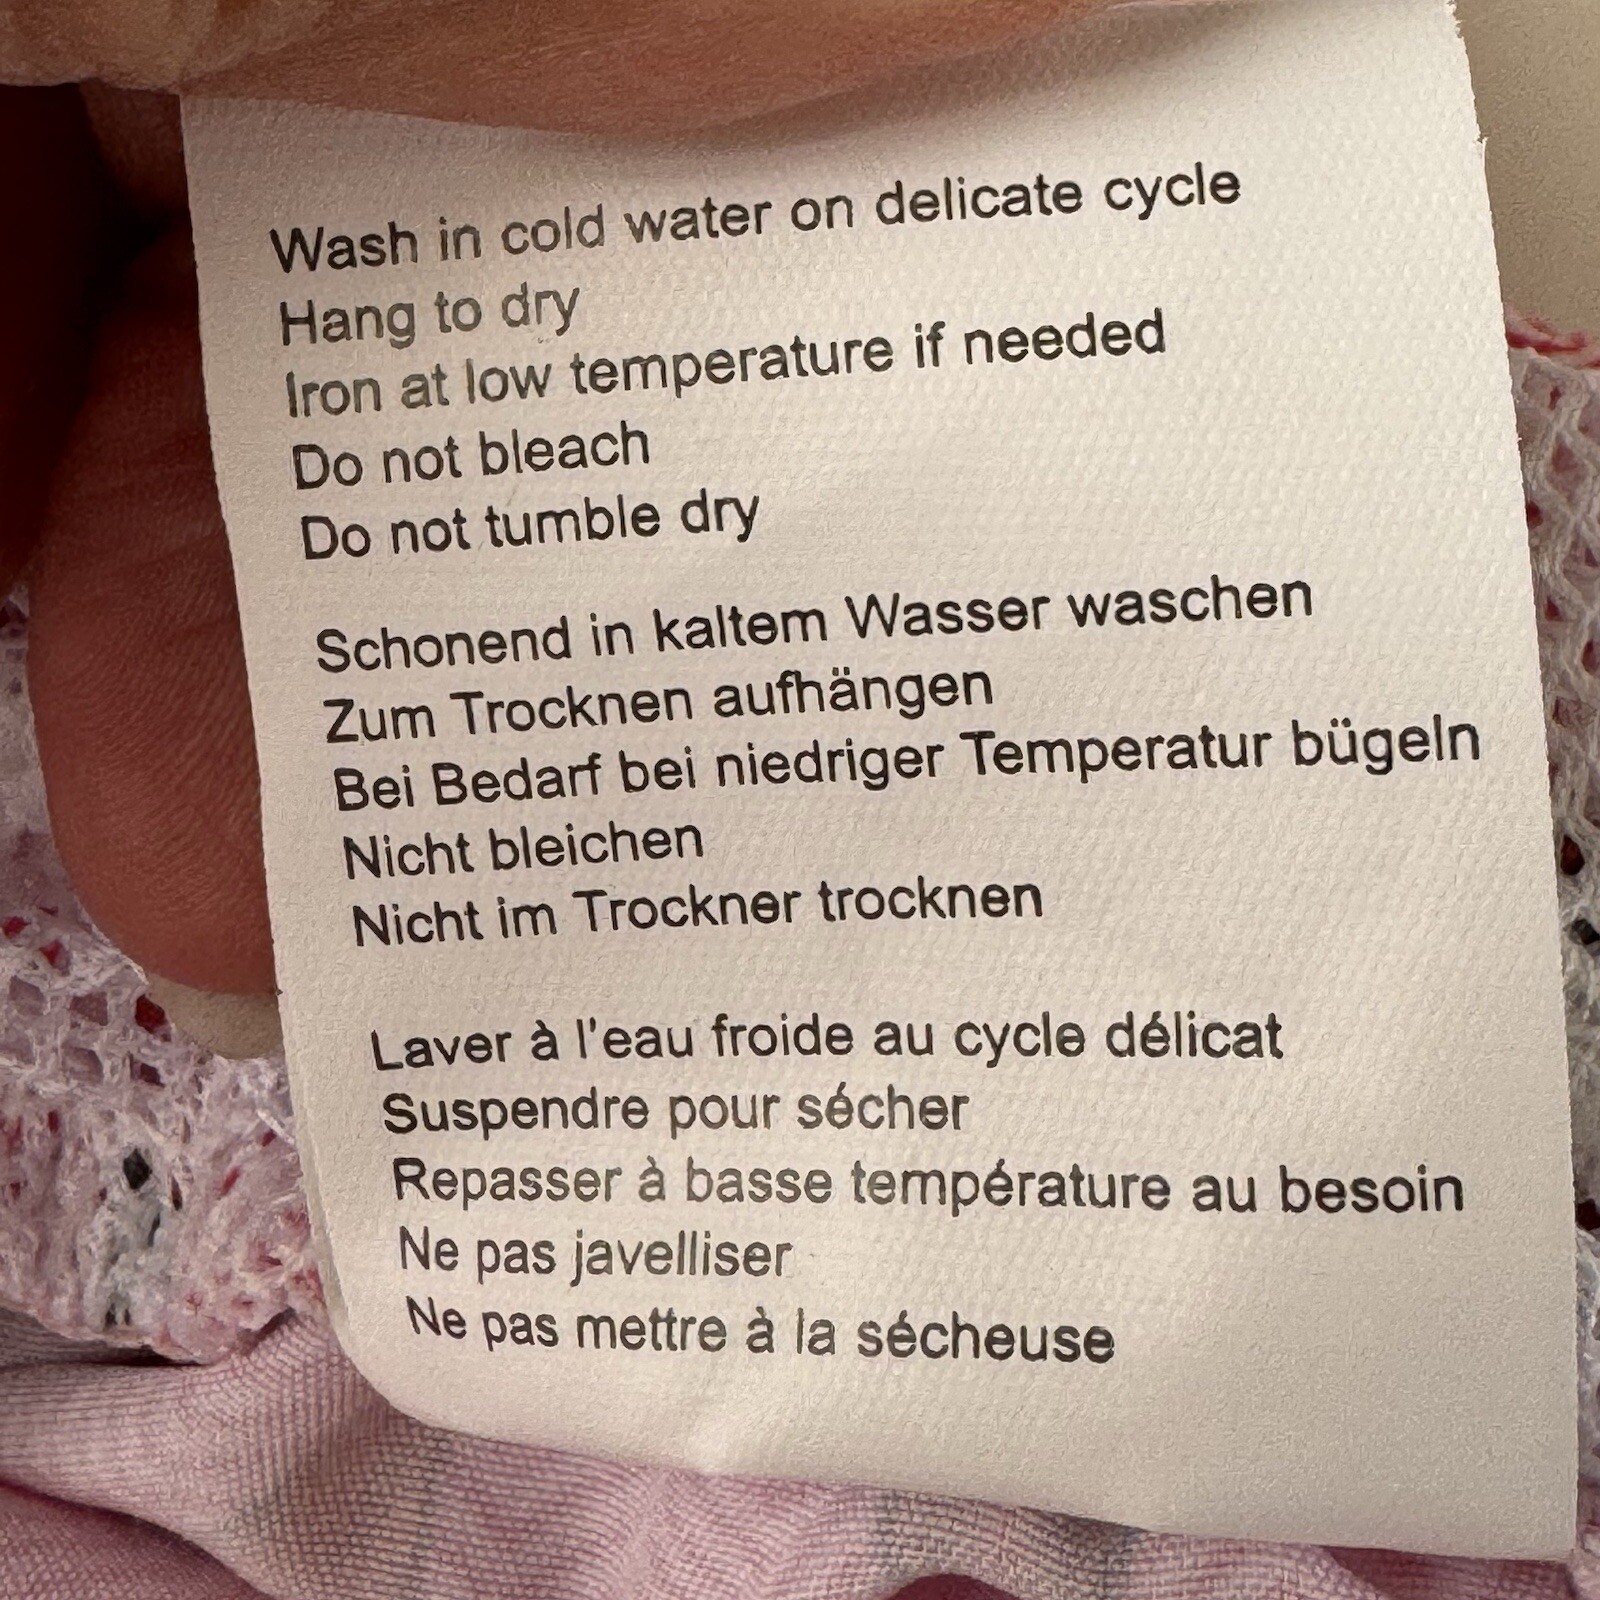 Wash in cold water on delicate cycle
Hang to dry
Iron at low temperature if needed
Do not bleach
Do not tumble dry
Schonend in kaltem Wasser waschen
Zum Trocknen aufhängen
Bei Bedarf bei niedriger Temperatur bügeln
Nicht bleichen
Nicht im Trockner trocknen
Laver à l'eau froide au cycle délicat
Suspendre pour sécher
Repasser à basse température au besoin
Ne pas javelliser
Ne pas mettre à la sécheuse